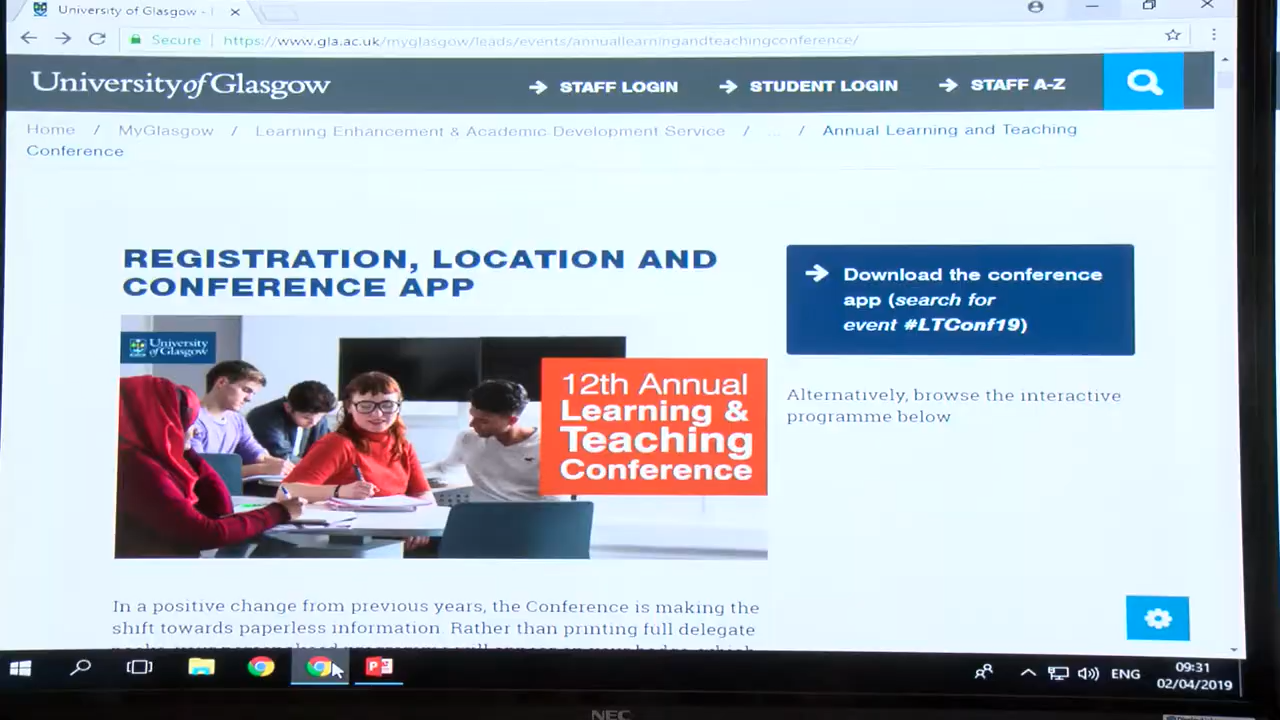 University of Glasgow -
Secure
https://www.gla.ac.uk/myglasgow/leads/events/annuallearningandteachingconference/
University of Glasgow
STAFF LOGIN
STUDENT LOGIN
STAFF A-Z
Home / MyGlasgow / Learning Enhancement & Academic Development Service / ... / Annual Learning and Teaching
Conference
REGISTRATION, LOCATION AND
CONFERENCE APP
University
of Glasgow
12th Annual
Learning &
Teaching
Conference
Download the conference
app (search for
event #LTConf19)
Alternatively, browse the interactive
programme below
In a positive change from previous years, the Conference is making the
shift towards paperless information. Rather than printing full delegate
ENG
09:31
02/04/2019
NEC